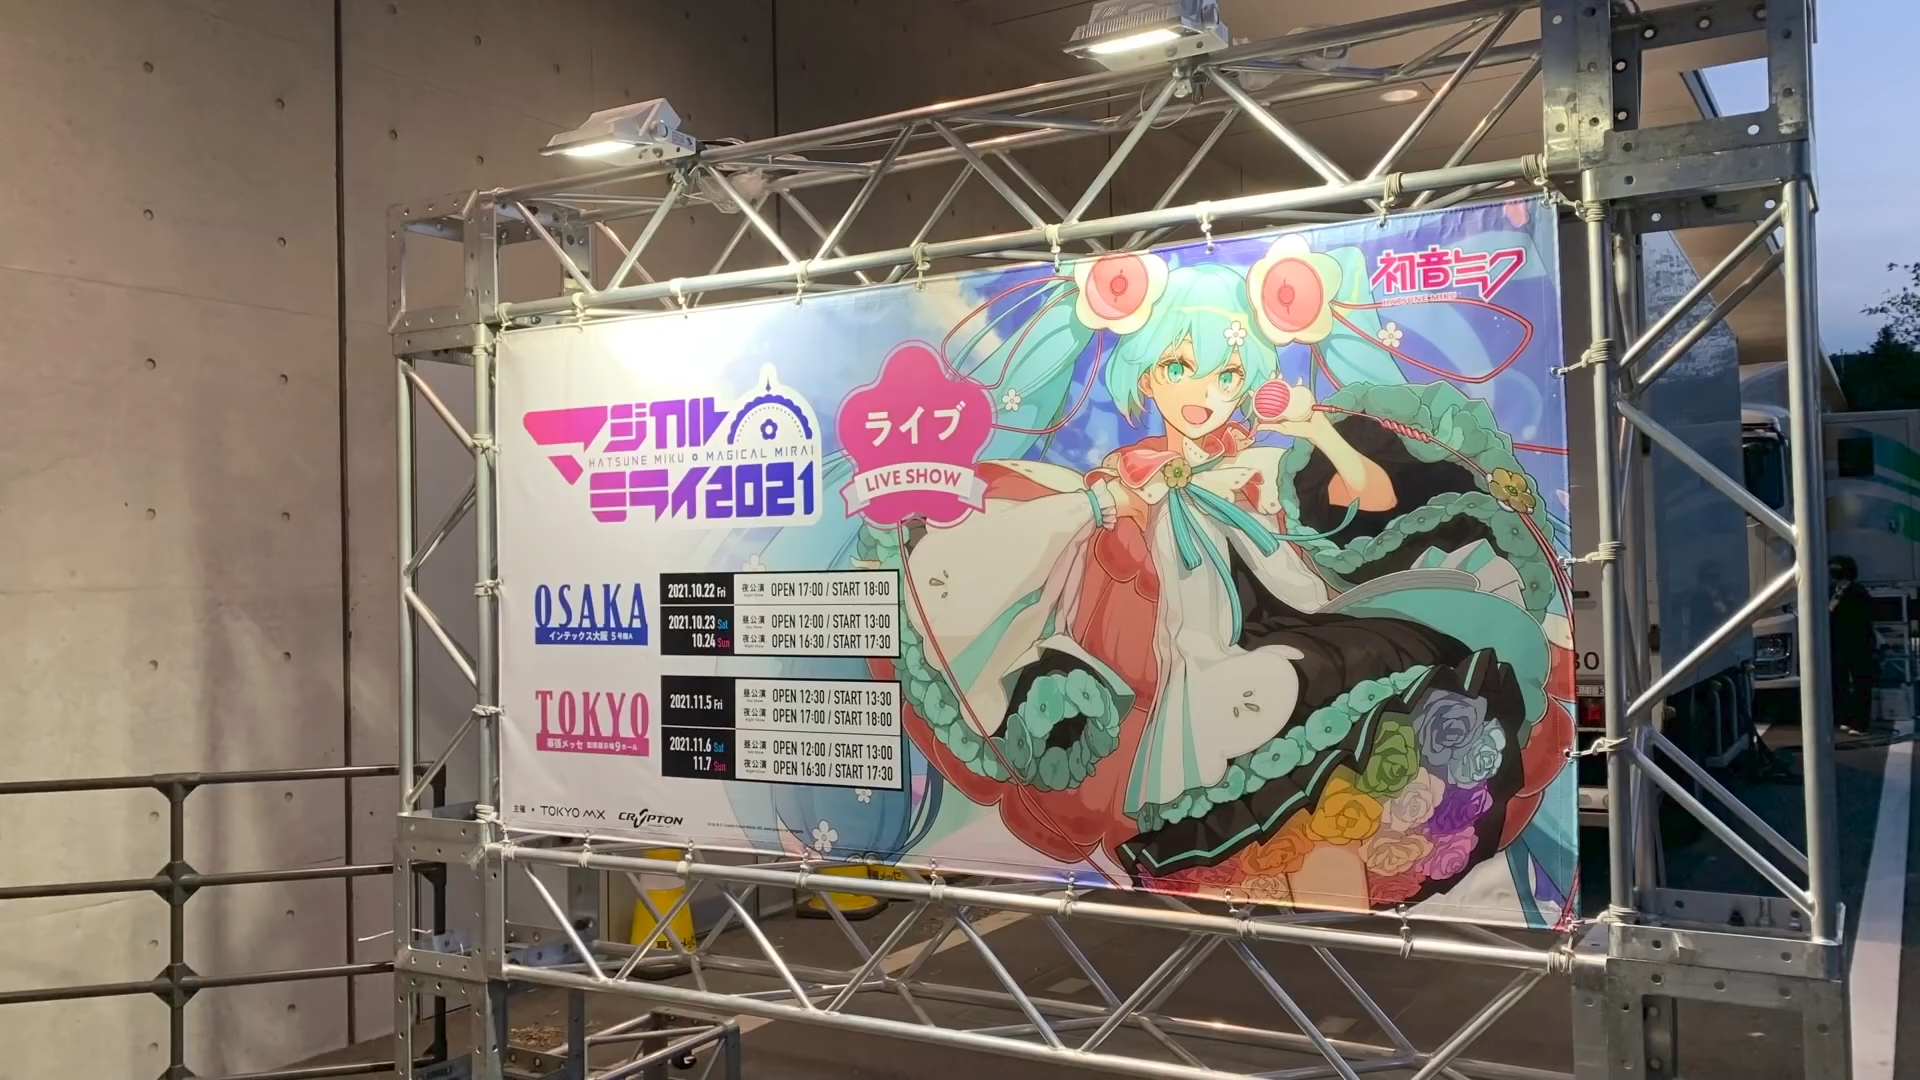 初音ミク
HATSUNE MIKU
マジカル
HATSUNE MIKU MAGICAL MIRAI
ミライ2021
ライブ
LIVE SHOW
OSAKA
インテックス大阪 5号館A
2021.10.22 Fri 夜公演 OPEN 17:00 / START 18:00
2021.10.23 Sat 昼公演 OPEN 12:00 / START 13:00
10.24 Sun 夜公演 OPEN 16:30 / START 17:30
TOKYO
幕張メッセ 国際展示場9ホール
2021.11.5 Fri 昼公演 OPEN 12:30 / START 13:30
夜公演 OPEN 17:00 / START 18:00
2021.11.6 Sat 昼公演 OPEN 12:00 / START 13:00
11.7 Sun 夜公演 OPEN 16:30 / START 17:30
主催 • TOKYO MX CRYPTON